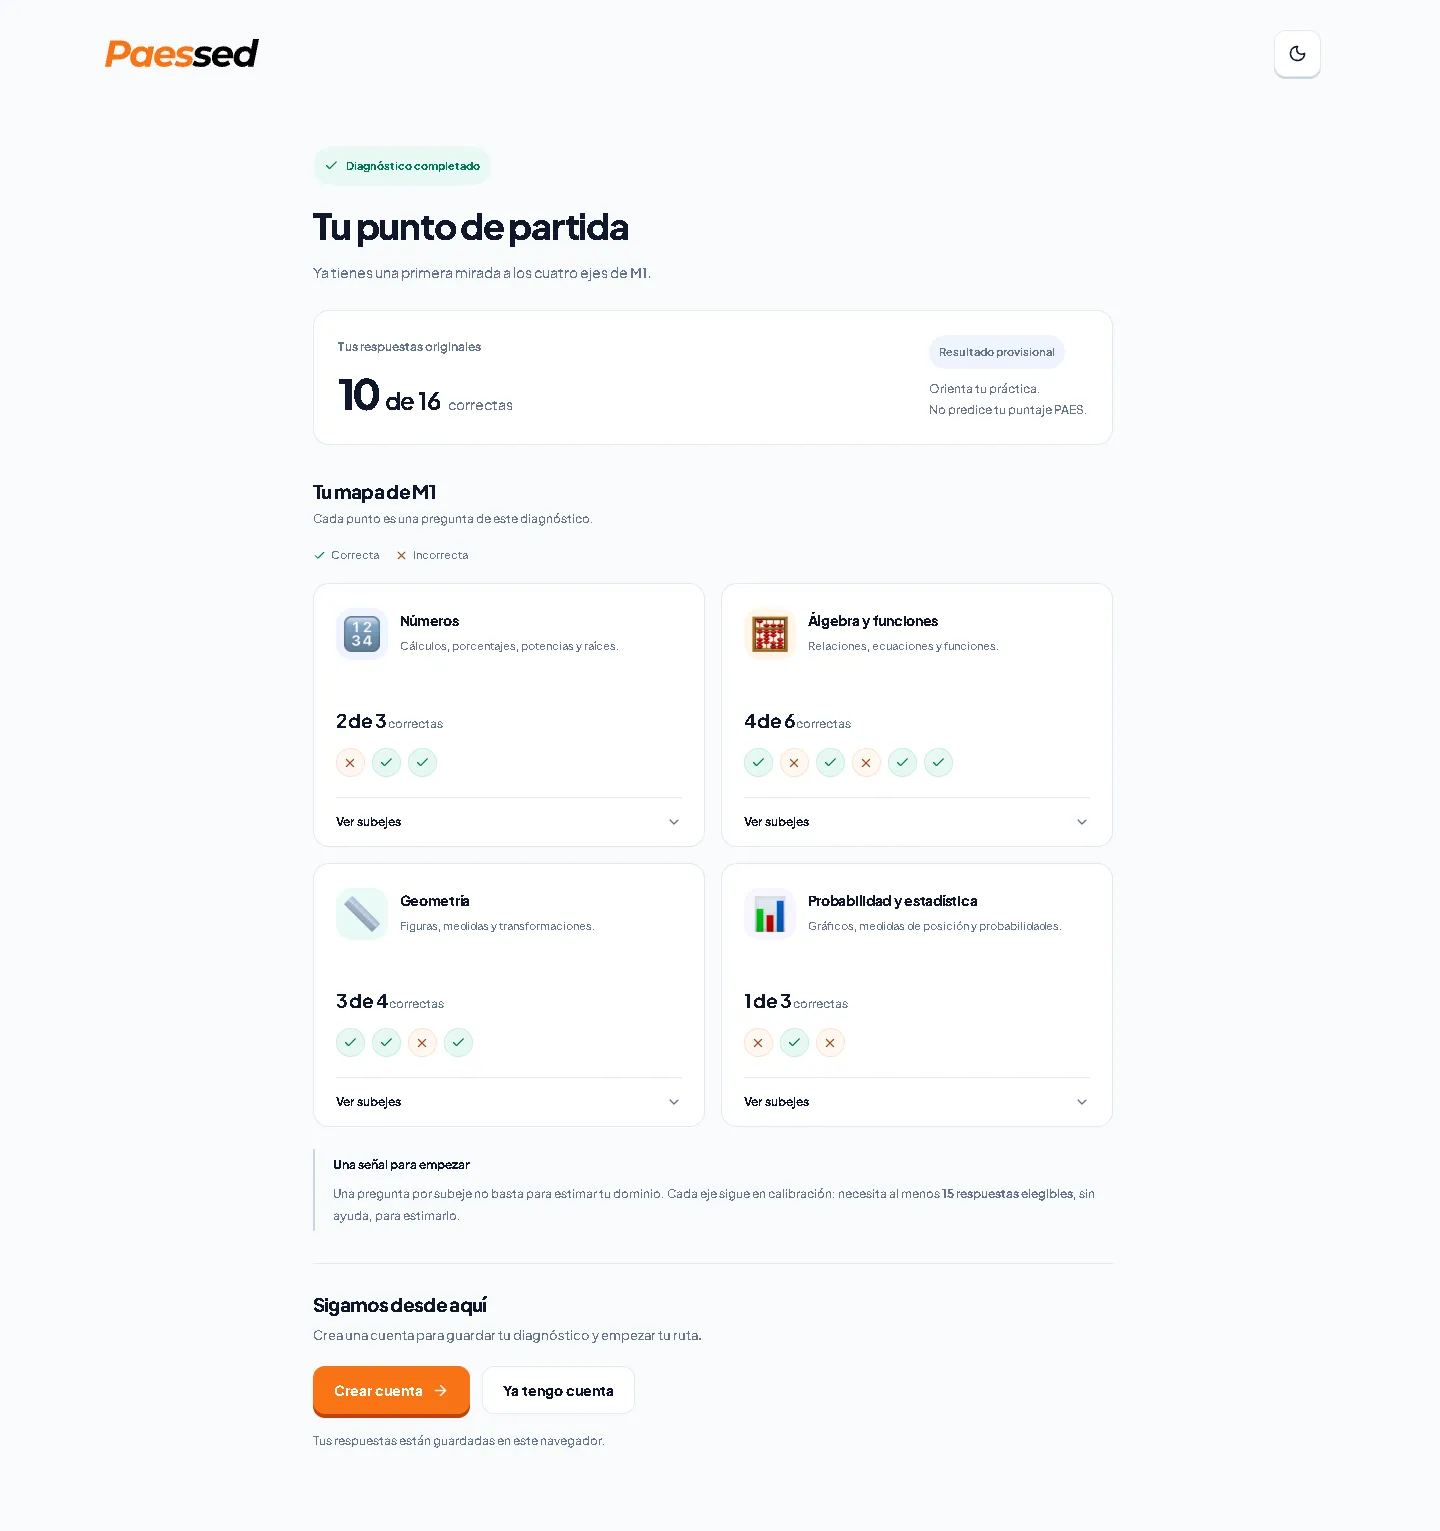 Paessed
Diagnóstico completado
Tu punto de partida
Ya tienes una primera mirada a los cuatro ejes de M1.
Tus respuestas originales
10 de 16 correctas
Resultado provisional
Orienta tu práctica.
No predice tu puntaje PAES.
Tu mapa de M1
Cada punto es una pregunta de este diagnóstico.
Correcta Incorrecta
1 2
3 4
Números
Cálculos, porcentajes, potencias y raíces.
2 de 3 correctas
Ver subejes
Álgebra y funciones
Relaciones, ecuaciones y funciones.
4 de 6 correctas
Ver subejes
Geometría
Figuras, medidas y transformaciones.
3 de 4 correctas
Ver subejes
Probabilidad y estadística
Gráficos, medidas de posición y probabilidades.
1 de 3 correctas
Ver subejes
Una señal para empezar
Una pregunta por subeje no basta para estimar tu dominio. Cada eje sigue en calibración: necesita al menos 15 respuestas elegibles, sin
ayuda, para estimarlo.
Sigamos desde aquí
Crea una cuenta para guardar tu diagnóstico y empezar tu ruta.
Crear cuenta
Ya tengo cuenta
Tus respuestas están guardadas en este navegador.